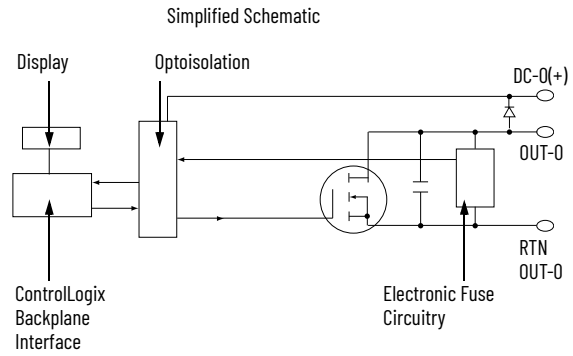 Simplified Schematic
Display
Optoisolation
DC-0(+)
OUT-0
RTN
OUT-0
ControlLogix
Backplane
Interface
Electronic Fuse
Circuitry